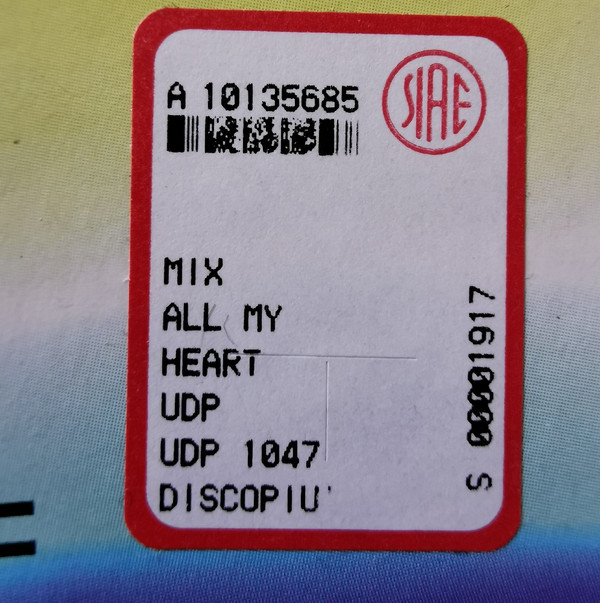 A 10135685
SIAE
MIX
ALL MY
HEART
UDP
UDP 1047
DISCOPIU'
S 00001917